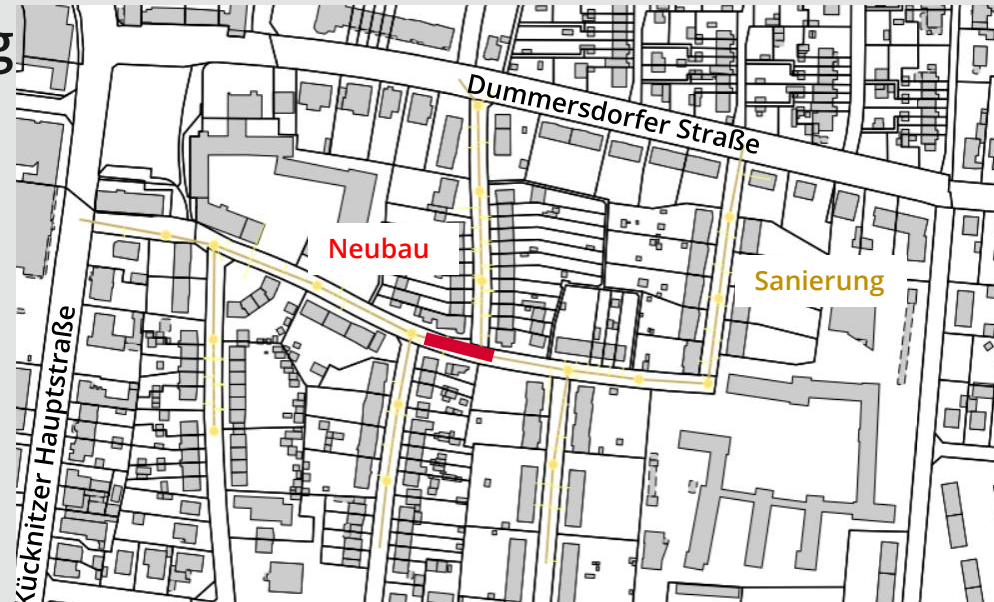 g
Dummersdorfer Straße
Neubau
Sanierung
Kücknitzer Hauptstraße